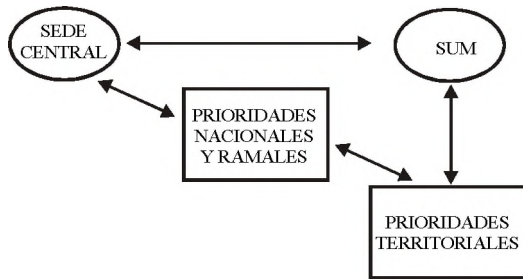 SEDE
CENTRAL
SUM
PRIORIDADES
NACIONALES
Y RAMALES
PRIORIDADES
TERRITORIALES